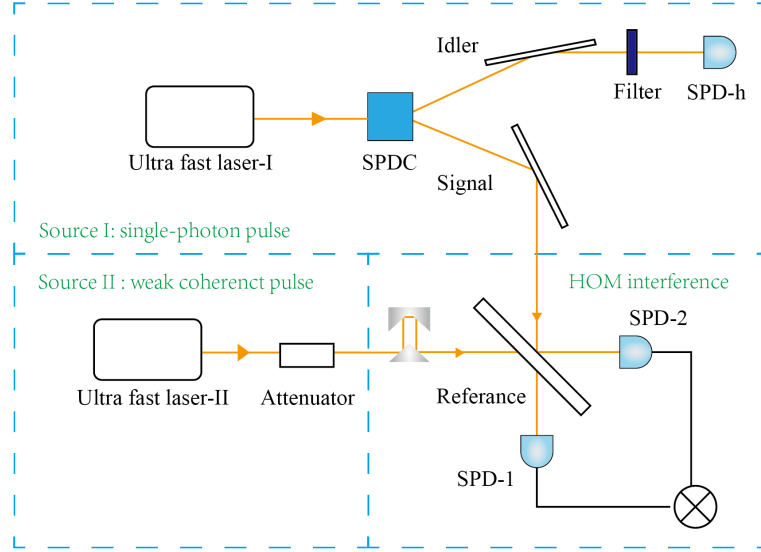 Idler
Filter
SPD-h
Ultra fast laser-I
SPDC
Signal
Source I: single-photon pulse
Source II : weak coherenct pulse
HOM interference
SPD-2
Ultra fast laser-II
Attenuator
Referance
SPD-1